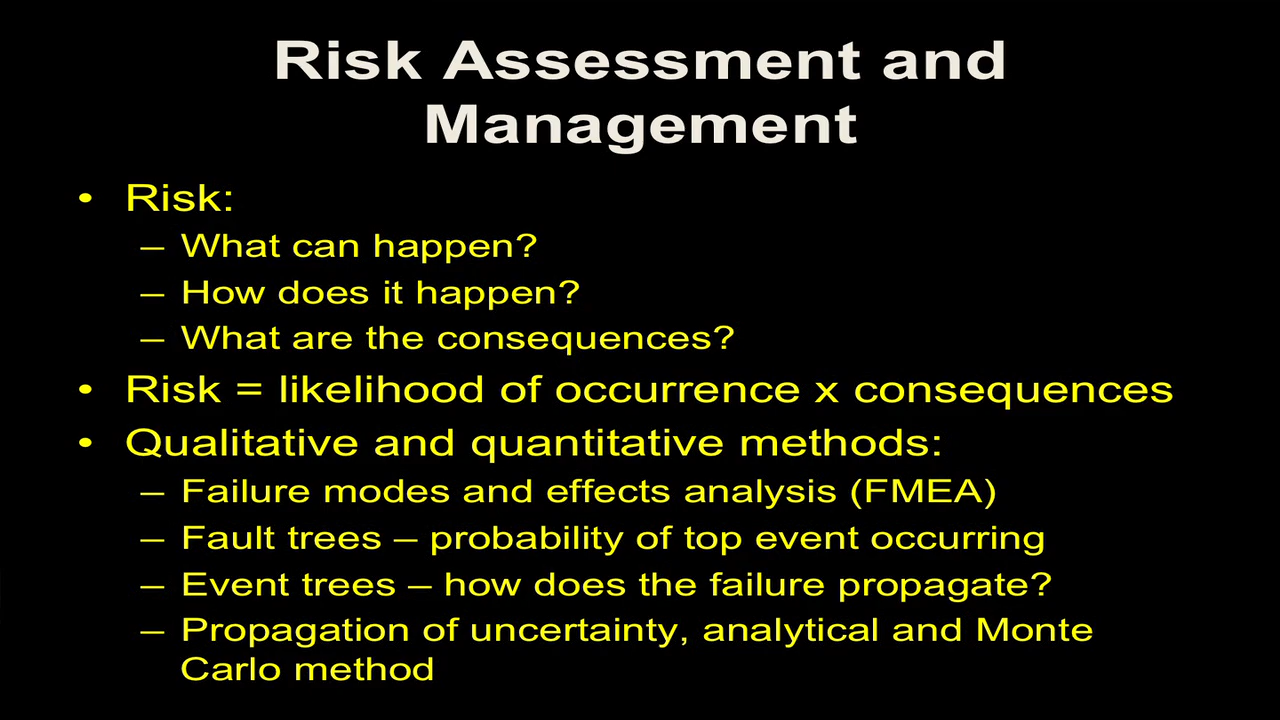 Risk Assessment and
Management
• Risk:
– What can happen?
– How does it happen?
– What are the consequences?
• Risk = likelihood of occurrence x consequences
• Qualitative and quantitative methods:
– Failure modes and effects analysis (FMEA)
– Fault trees – probability of top event occurring
– Event trees – how does the failure propagate?
– Propagation of uncertainty, analytical and Monte
Carlo method